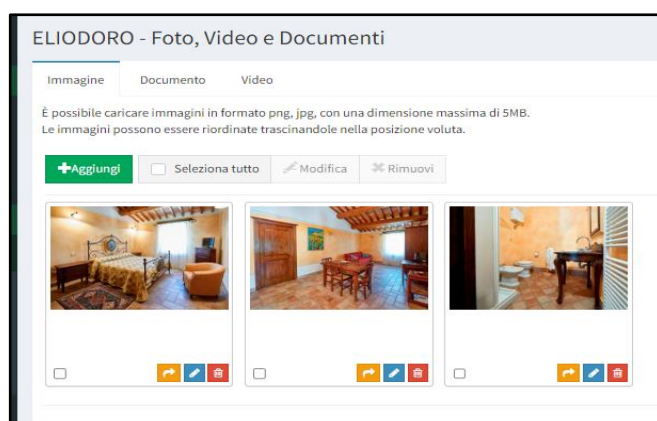 ELIODORO - Foto, Video e Documenti
Immagine Documento Video
È possibile caricare immagini in formato png, jpg, con una dimensione massima di 5MB.
Le immagini possono essere riordinate trascinandole nella posizione voluta.
Aggiungi Seleziona tutto Modifica Rimuovi